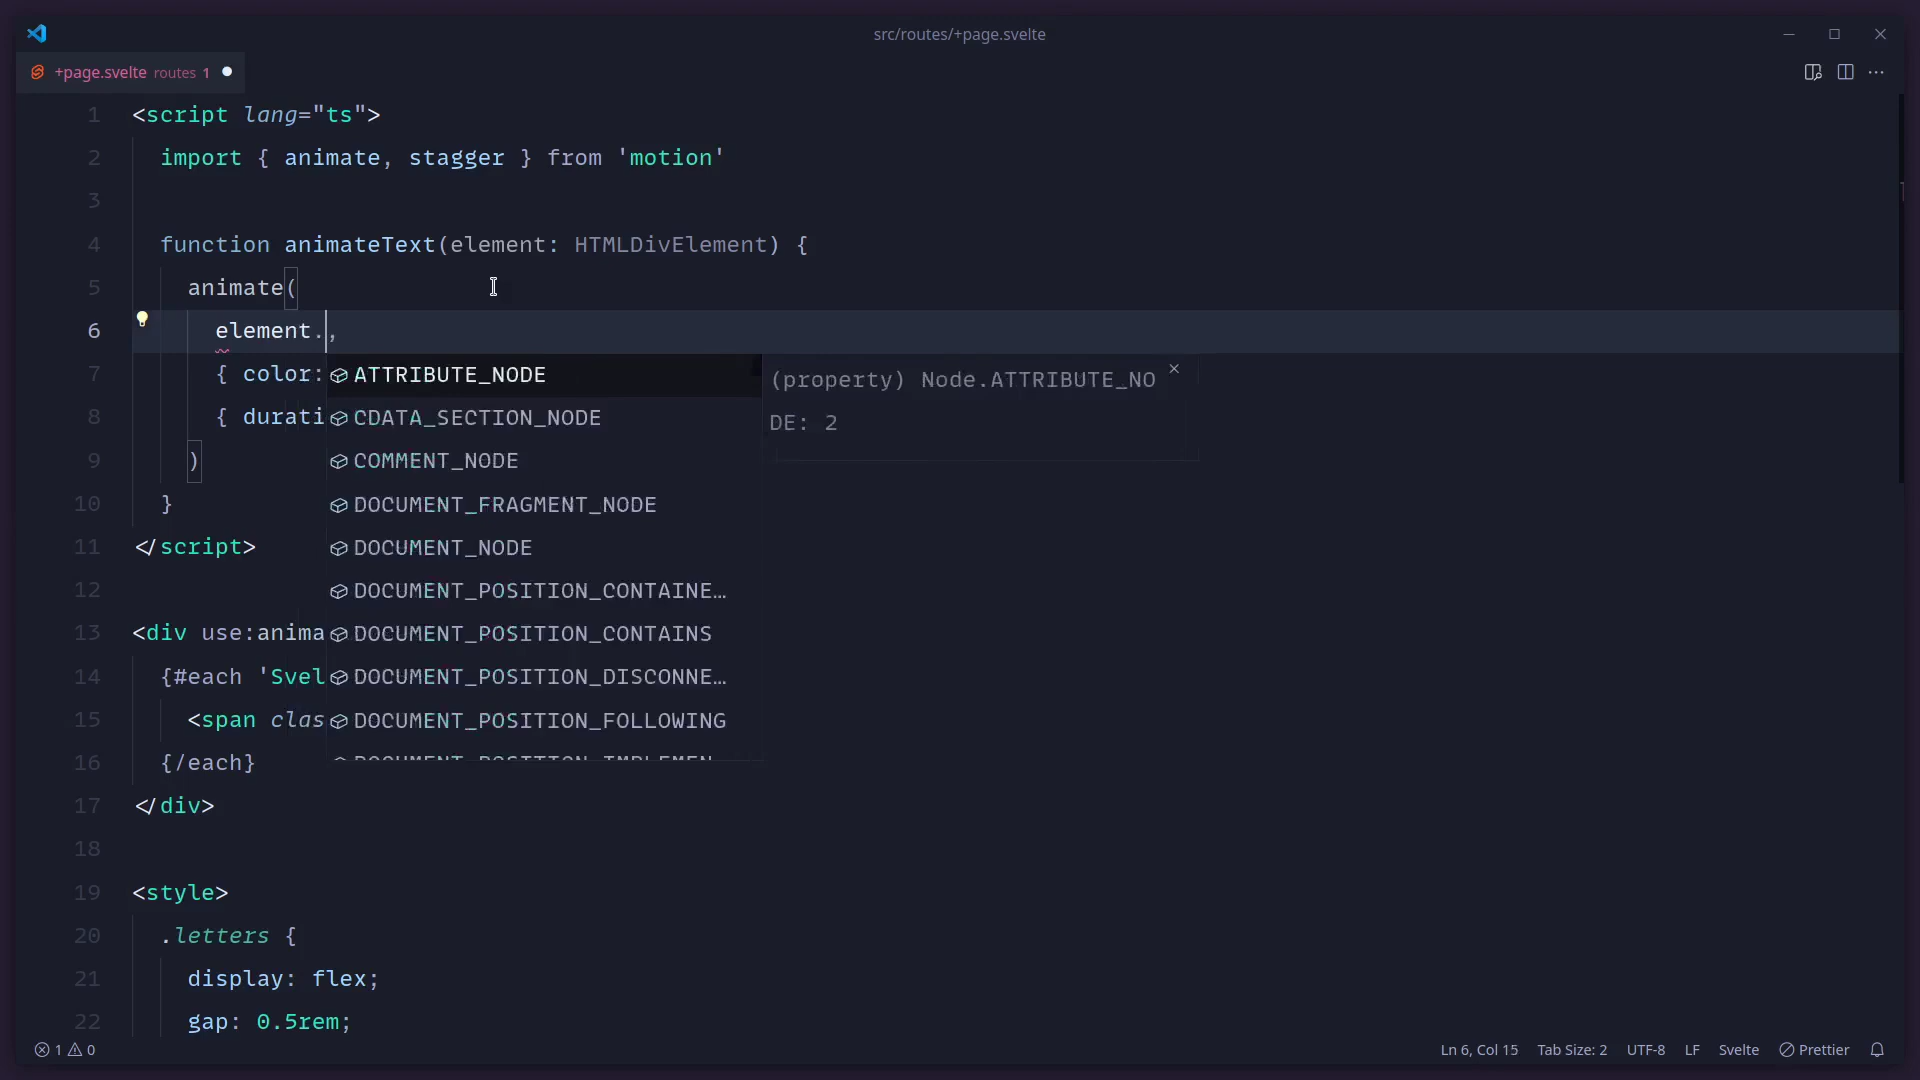 src/routes/+page.svelte
+page.svelte routes 1
1 <script lang="ts">
2 import { animate, stagger } from 'motion'
3
4 function animateText(element: HTMLDivElement) {
5 animate(
6 element.,
7 { color:
8 { durati
9 )
10 }
11 </script>
12
13 <div use:anima
14 {#each 'Svel
15 <span clas
16 {/each}
17 </div>
18
19 <style>
20 .letters {
21 display: flex;
22 gap: 0.5rem;
ATTRIBUTE_NODE
CDATA_SECTION_NODE
COMMENT_NODE
DOCUMENT_FRAGMENT_NODE
DOCUMENT_NODE
DOCUMENT_POSITION_CONTAINE…
DOCUMENT_POSITION_CONTAINS
DOCUMENT_POSITION_DISCONNE…
DOCUMENT_POSITION_FOLLOWING
DOCUMENT_POSITION_IMPLEMEN
(property) Node.ATTRIBUTE_NO
DE: 2
1 0
Ln 6, Col 15 Tab Size: 2 UTF-8 LF Svelte Prettier